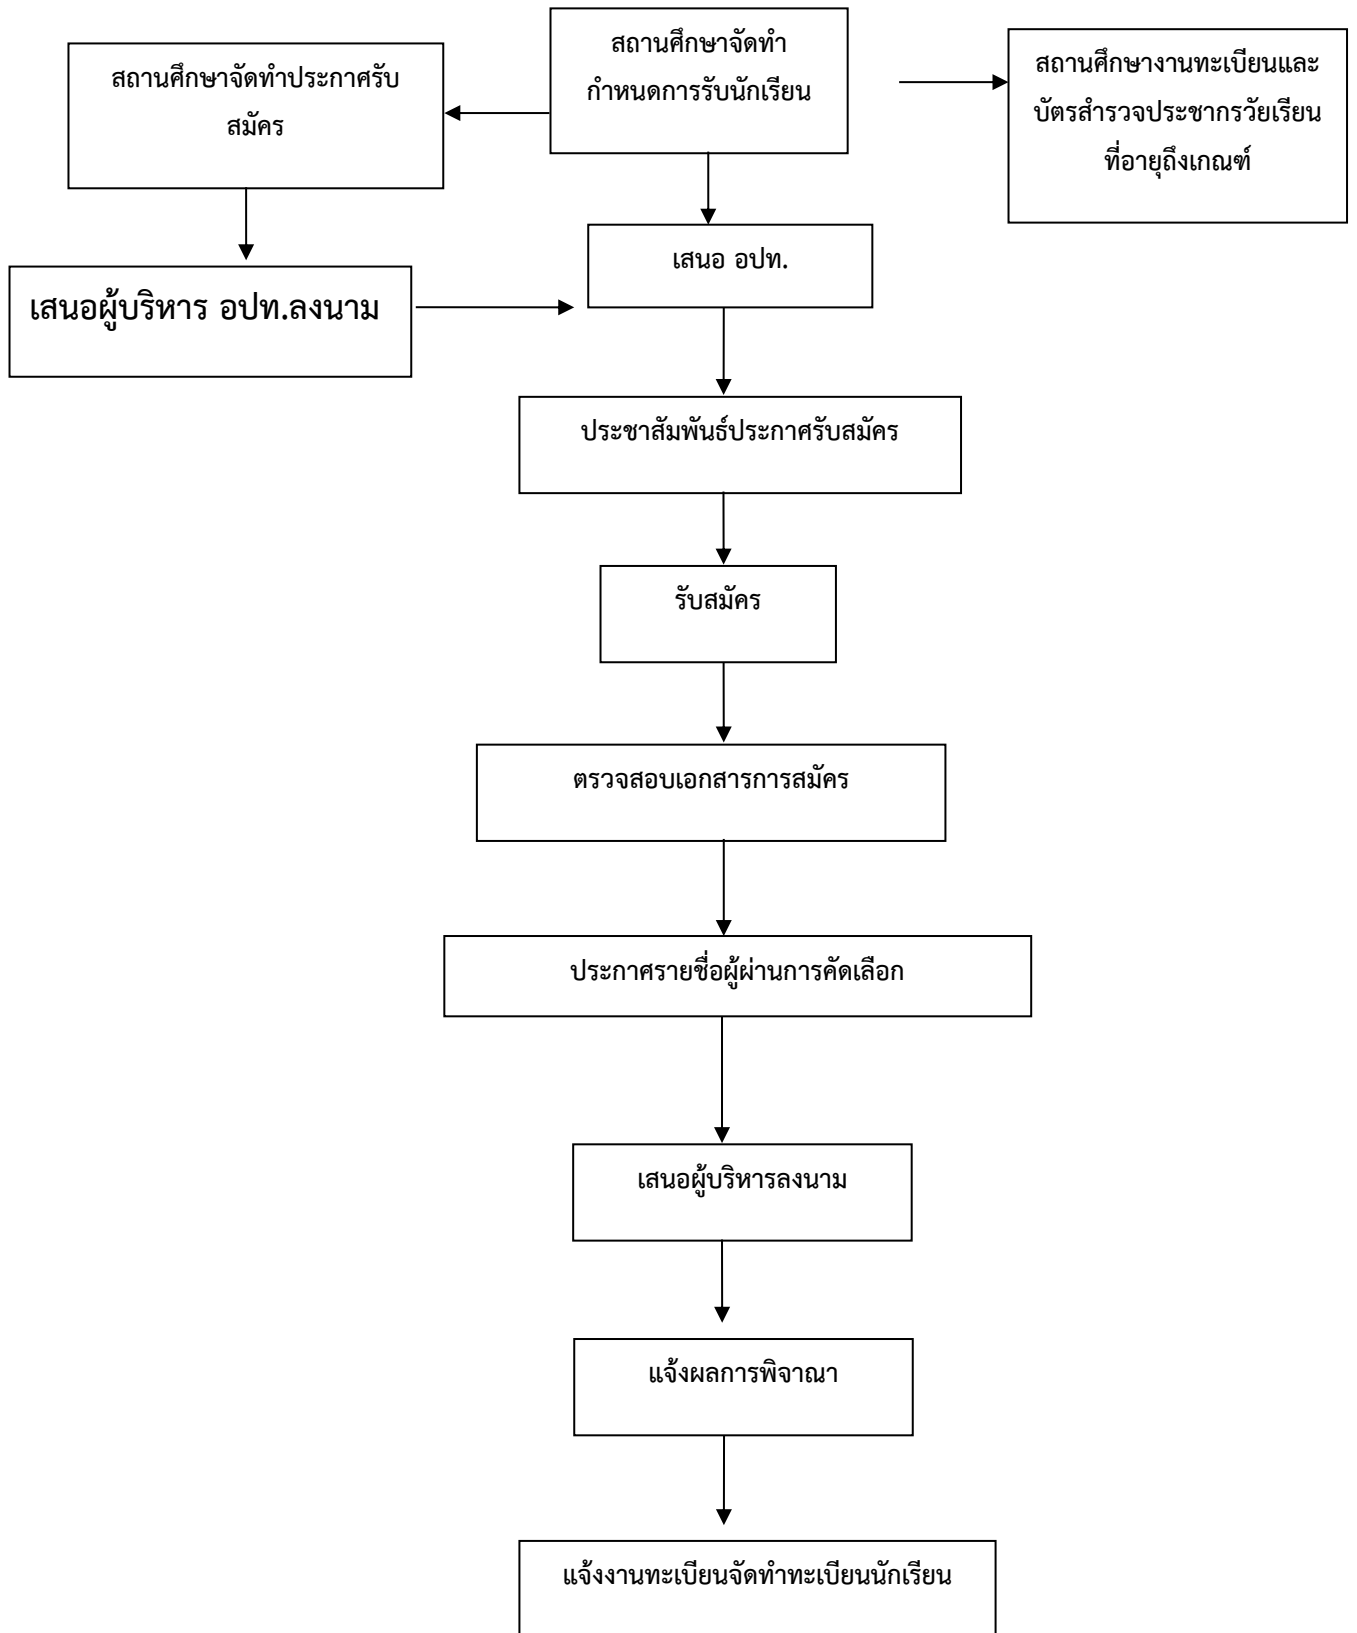 สถานศึกษาจัดทำ
กำหนดการรับนักเรียน
สถานศึกษาจัดทำประกาศรับ
สมัคร
สถานศึกษางานทะเบียนและ
บัตรสำรวจประชากรวัยเรียน
ที่อายุถึงเกณฑ์
เสนอ อปท.
เสนอผู้บริหาร อปท.ลงนาม
ประชาสัมพันธ์ประกาศรับสมัคร
รับสมัคร
ตรวจสอบเอกสารการสมัคร
ประกาศรายชื่อผู้ผ่านการคัดเลือก
เสนอผู้บริหารลงนาม
แจ้งผลการพิจาณา
แจ้งงานทะเบียนจัดทำทะเบียนนักเรียน